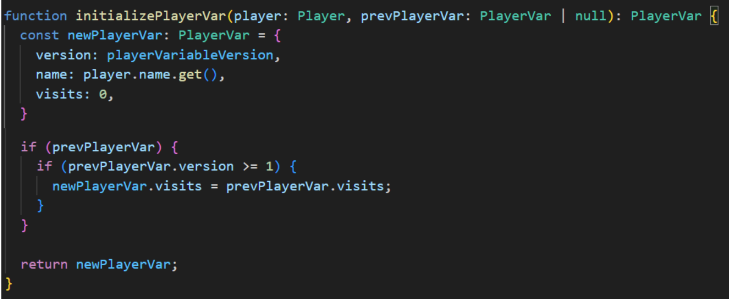 function initializePlayerVar(player: Player, prevPlayerVar: PlayerVar | null): PlayerVar {
  const newPlayerVar: PlayerVar = {
    version: playerVariableVersion,
    name: player.name.get(),
    visits: 0,
  }

  if (prevPlayerVar) {
    if (prevPlayerVar.version >= 1) {
      newPlayerVar.visits = prevPlayerVar.visits;
    }
  }

  return newPlayerVar;
}